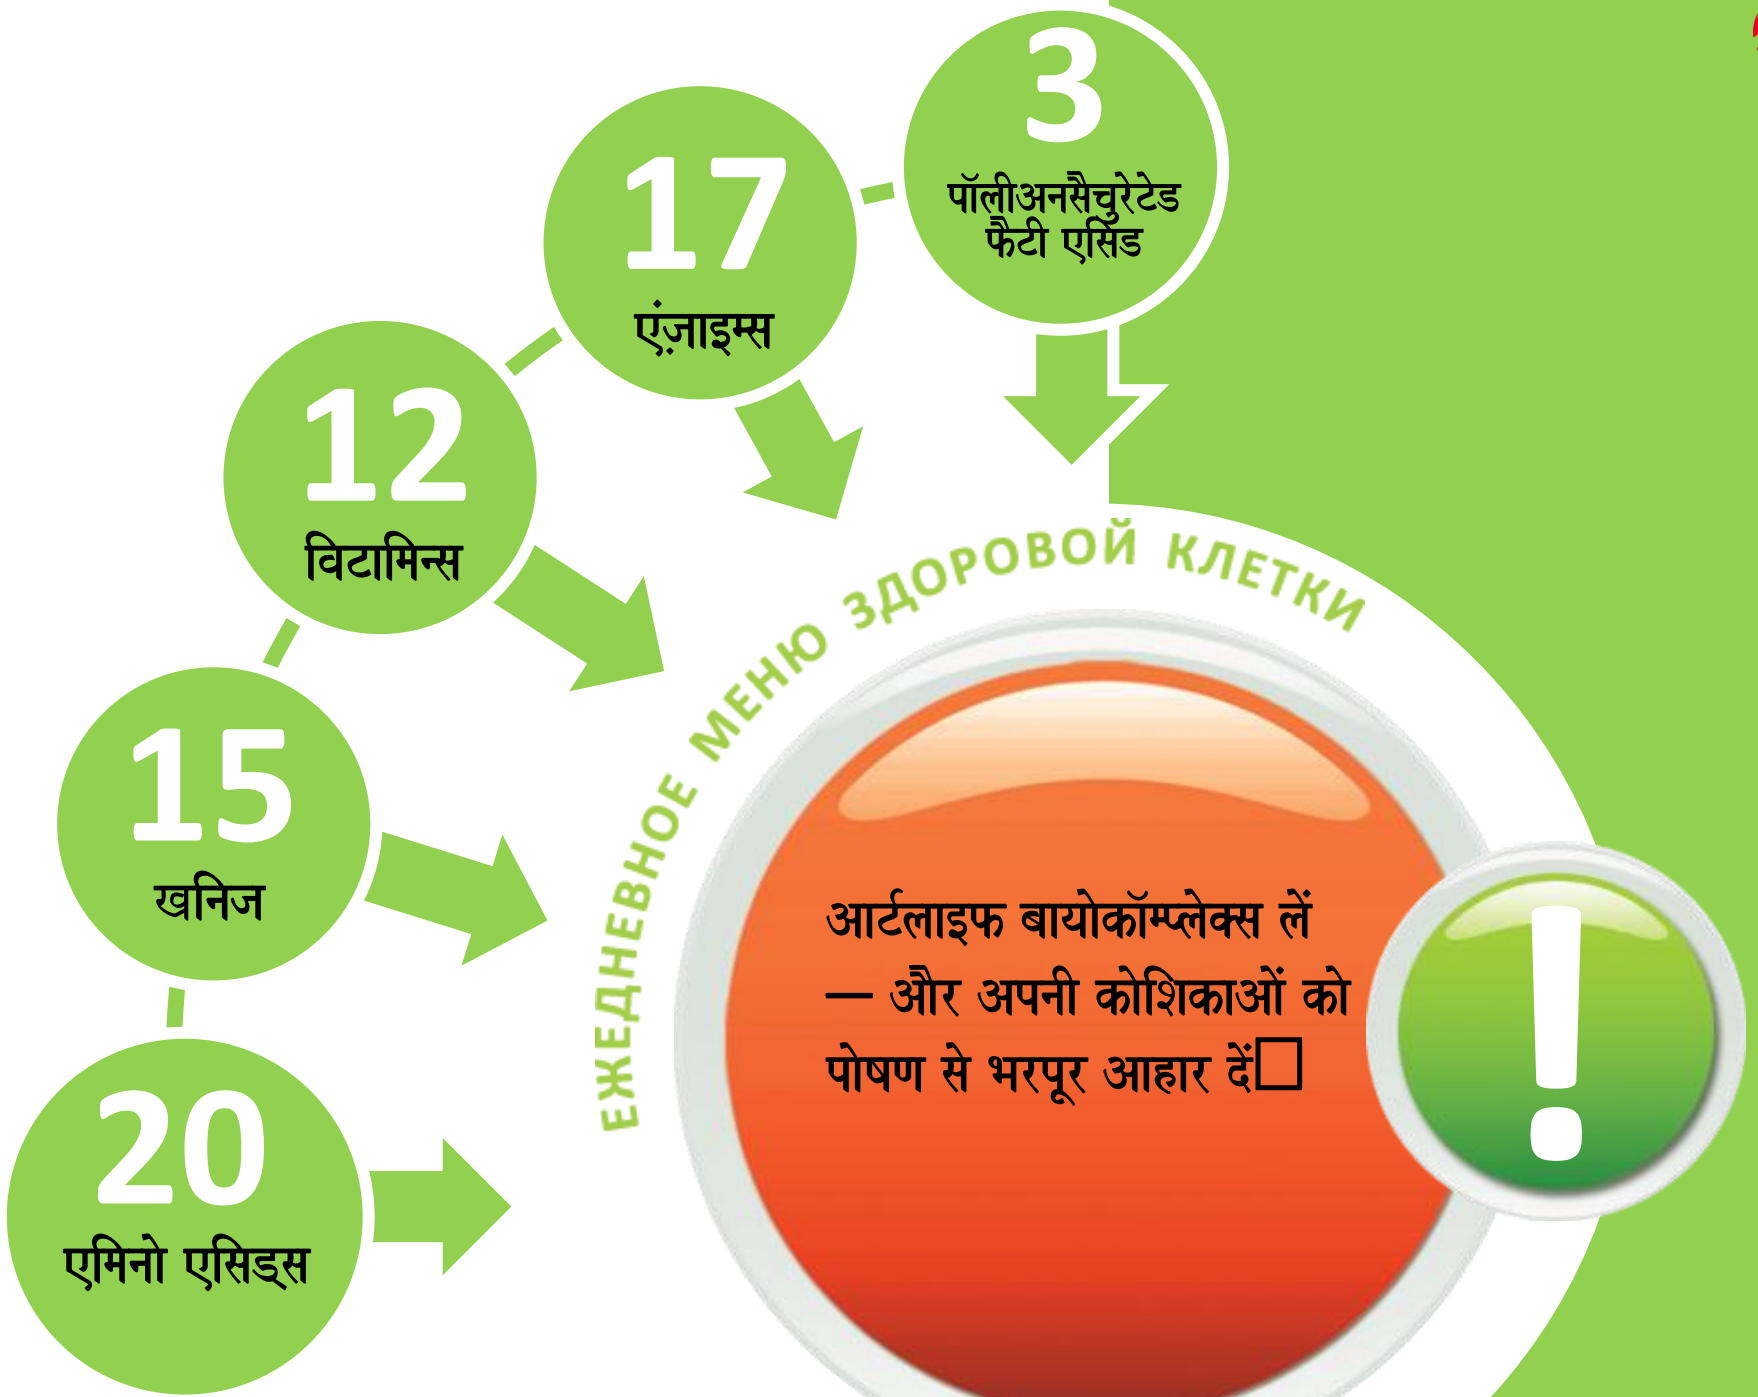 3
पॉलीअनसैचुरेटेड
फैटी एसिड
17
एंज़ाइम्स
12
विटामिन्स
15
खनिज
20
एमिनो एसिड्स
ЕЖЕДНЕВНОЕ МЕНЮ ЗДОРОВОЙ КЛЕТКИ
आर्टलाइफ बायोकॉम्प्लेक्स लें
— और अपनी कोशिकाओं को
पोषण से भरपूर आहार दें□
!